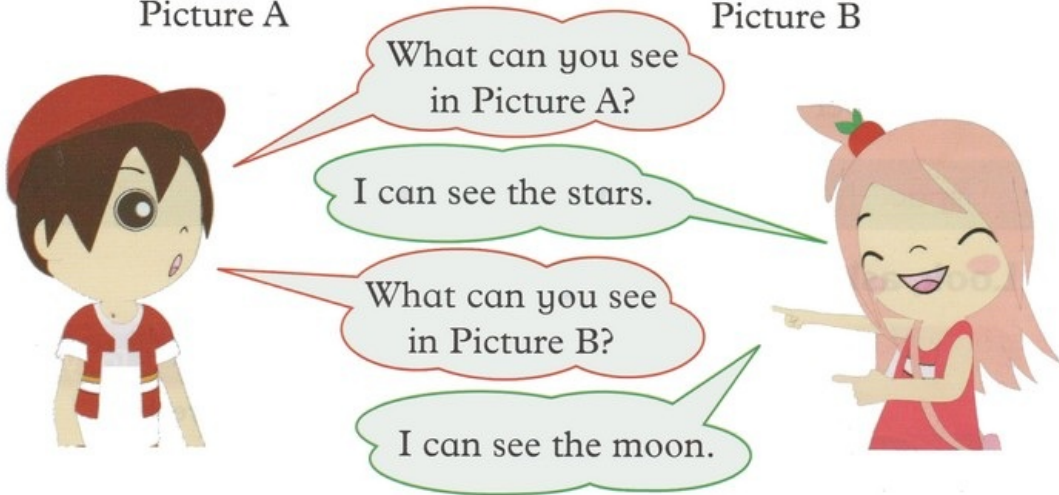 Picture A
Picture B
What can you see
in Picture A?
I can see the stars.
What can you see
in Picture B?
I can see the moon.